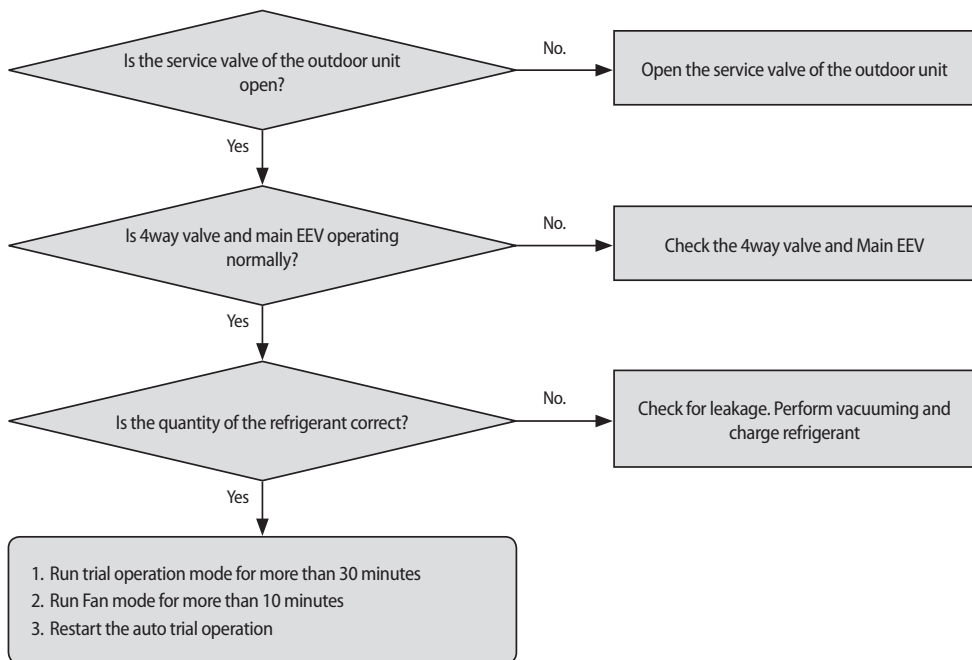 Is the service valve of the outdoor unit
open?
No.
Open the service valve of the outdoor unit
Yes
Is 4way valve and main EEV operating
normally?
No.
Check the 4way valve and Main EEV
Yes
Is the quantity of the refrigerant correct?
No.
Check for leakage. Perform vacuuming and
charge refrigerant
Yes
1. Run trial operation mode for more than 30 minutes
2. Run Fan mode for more than 10 minutes
3. Restart the auto trial operation